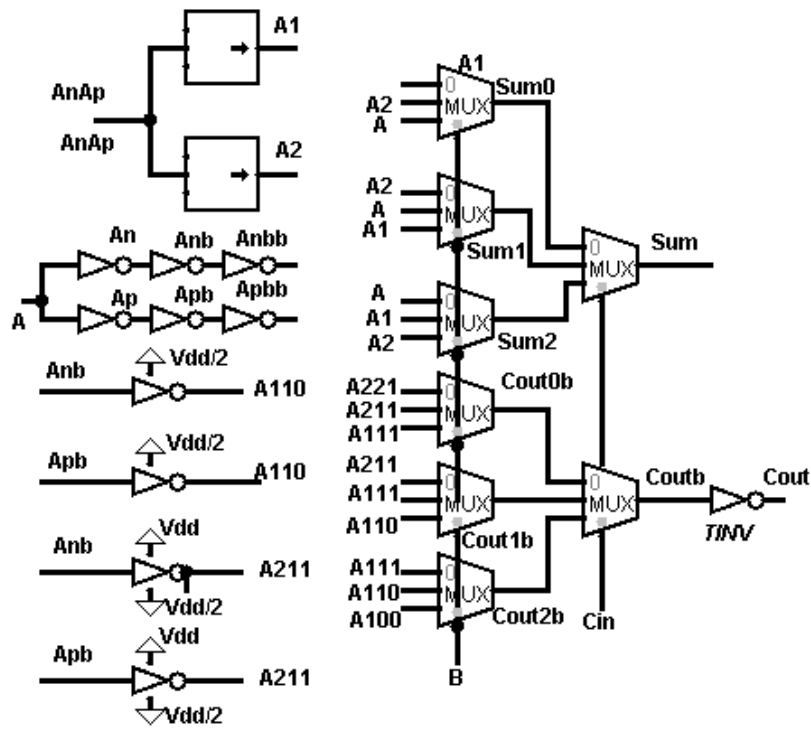 A1
AnAp
AnAp
A2
An
Anb
Anbb
A
Ap
Apb
Apbb
Anb
Vdd/2
A110
Apb
Vdd/2
A110
Anb
Vdd
A211
Vdd/2
Apb
Vdd
A211
Vdd/2
A1
0
Sum0
A2
MUX
A
A2
0
A
MUX
A1
Sum1
0
Sum
MUX
A
0
A1
MUX
A2
Sum2
A221
0
Cout0b
A211
MUX
A111
A211
0
A111
MUX
A110
Cout1b
0
Coutb
Cout
MUX
TINV
A111
0
A110
MUX
A100
Cout2b
Cin
B